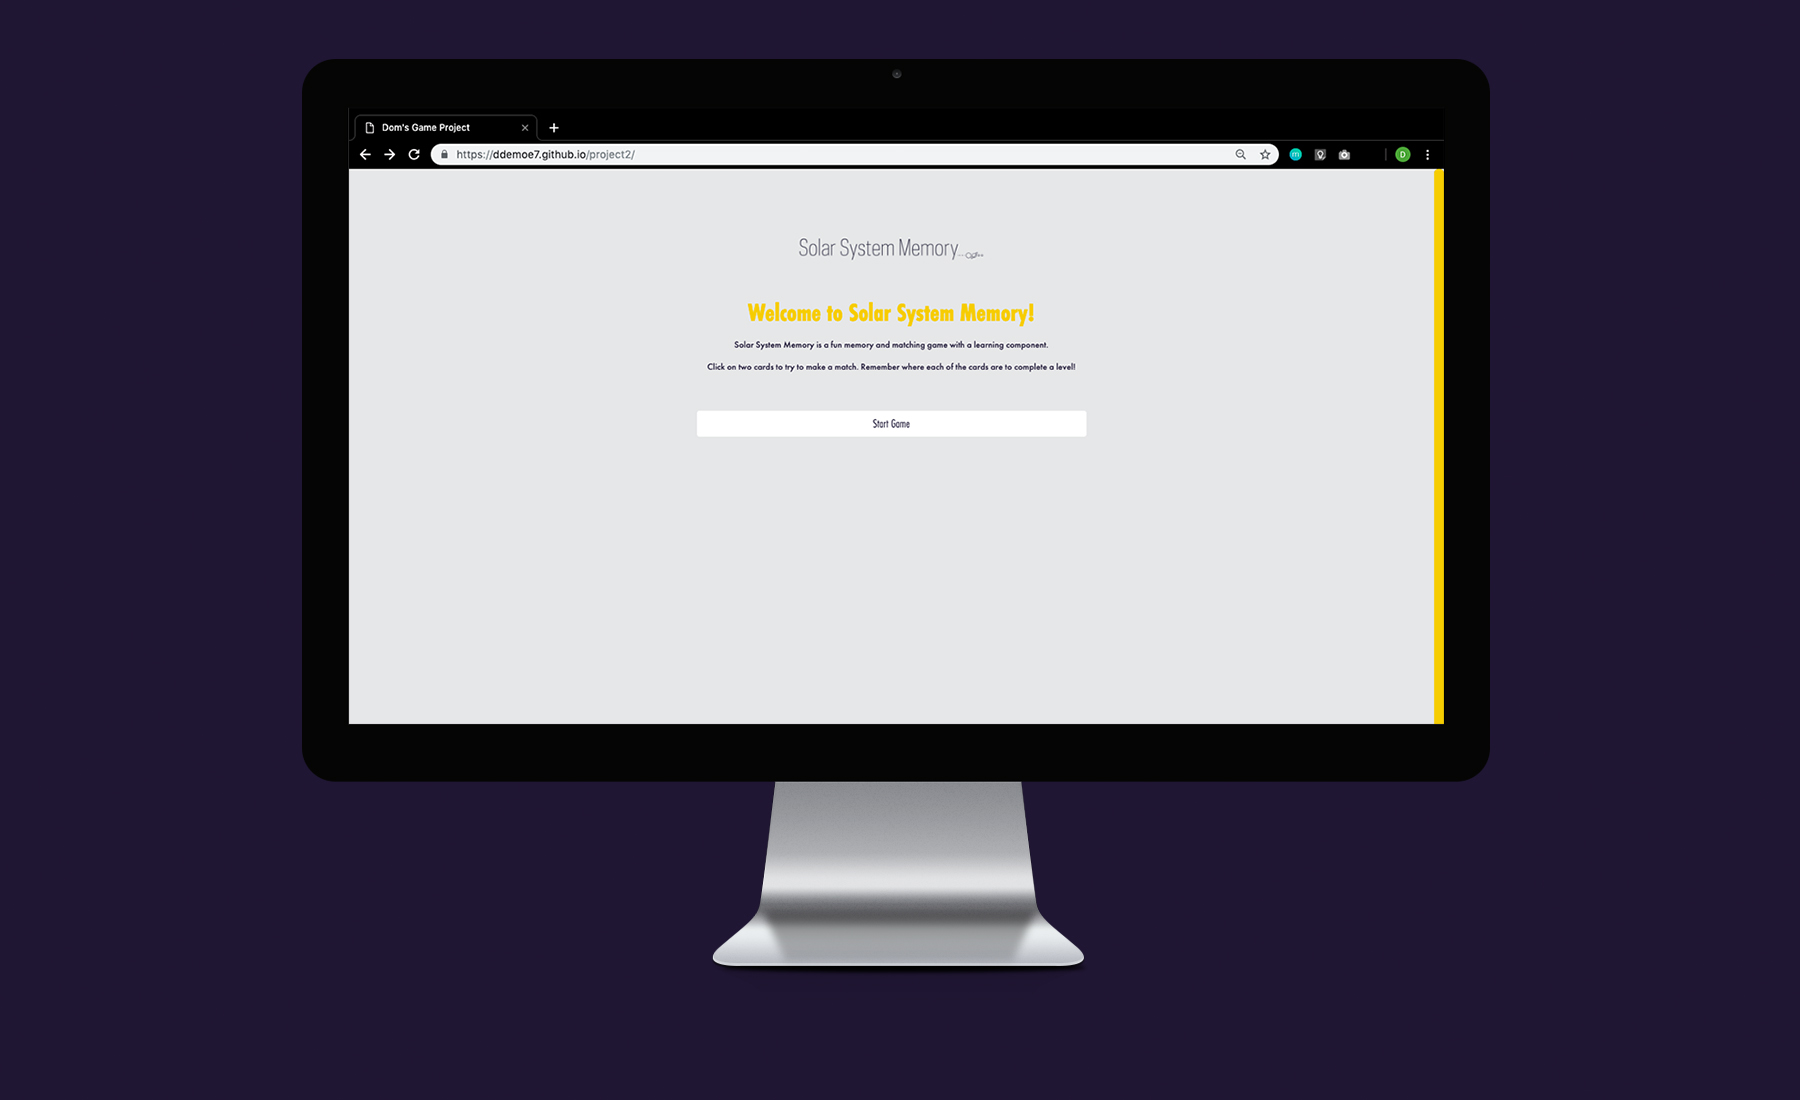 Dom's Game Project
https://ddemoe7.github.io/project2/
m
D
Solar System Memory
Welcome to Solar System Memory!
Solar System Memory is a fun memory and matching game with a learning component.
Click on two cards to try to make a match. Remember where each of the cards are to complete a level!
Start Game